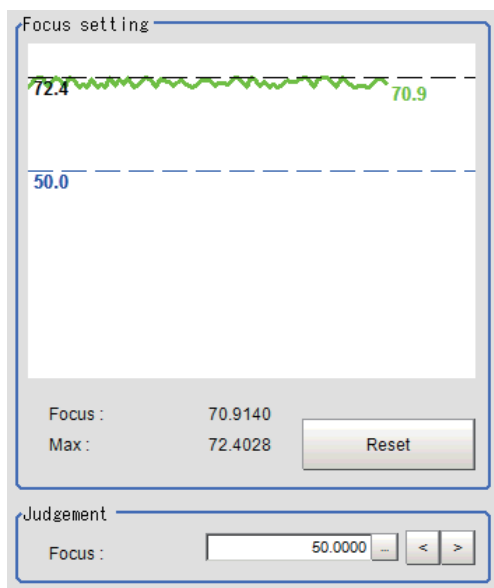 Focus setting
72.4
70.9
50.0
Focus : 70.9140
Max : 72.4028
Reset
Judgement
Focus : 50.0000 ... < >